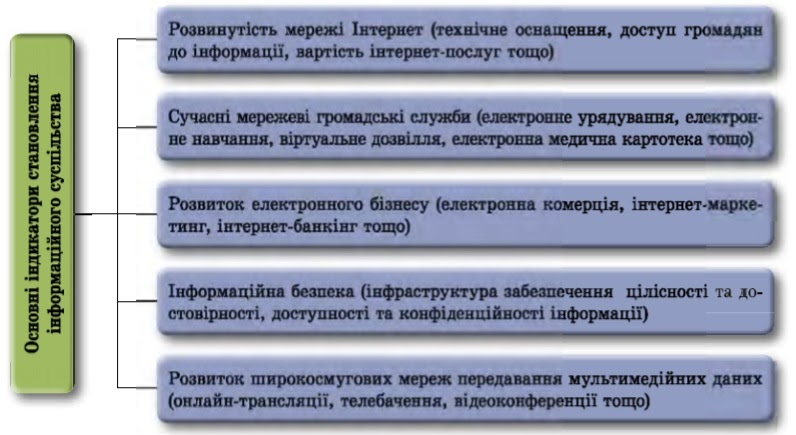 Основні індикатори становлення
інформаційного суспільства
Розвинутість мережі Інтернет (технічне оснащення, доступ громадян
до інформації, вартість інтернет-послуг тощо)
Сучасні мережеві громадські служби (електронне урядування, електрон-
не навчання, віртуальне дозвілля, електронна медична картотека тощо)
Розвиток електронного бізнесу (електронна комерція, інтернет-марке-
тинг, інтернет-банкінг тощо)
Інформаційна безпека (інфраструктура забезпечення цілісності та до-
стовірності, доступності та конфіденційності інформації)
Розвиток широкосмугових мереж передавання мультимедійних даних
(онлайн-трансляції, телебачення, відеоконференції тощо)